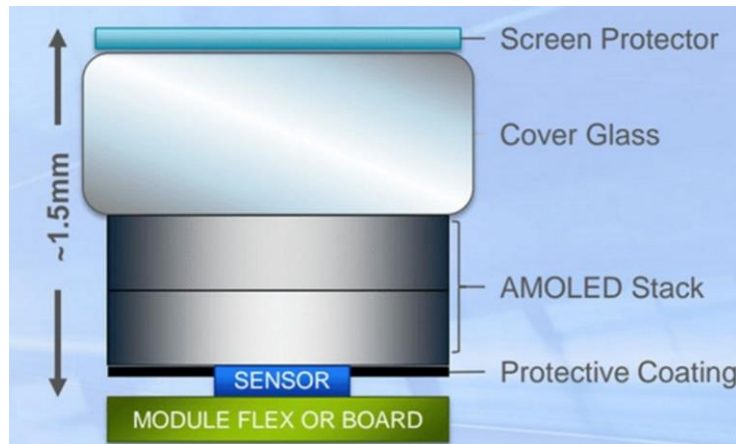 Screen Protector
Cover Glass
~1.5mm
AMOLED Stack
Protective Coating
SENSOR
MODULE FLEX OR BOARD